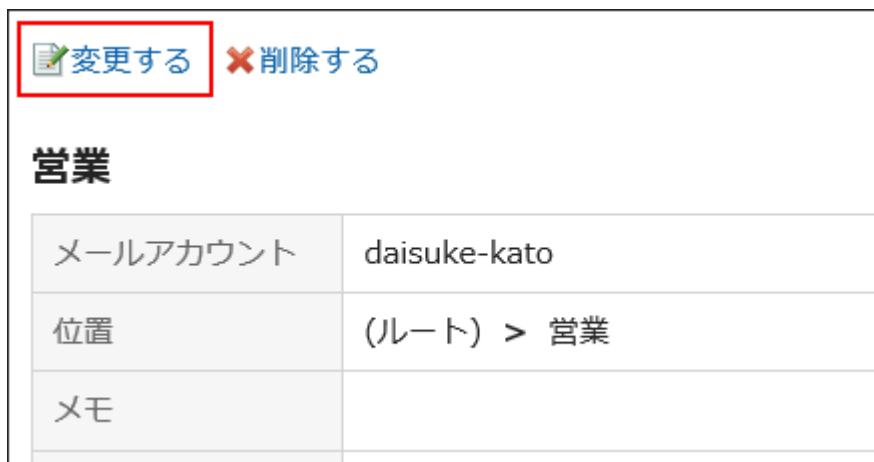 変更する 削除する
営業
メールアカウント daisuke-kato
位置 (ルート) > 営業
メモ